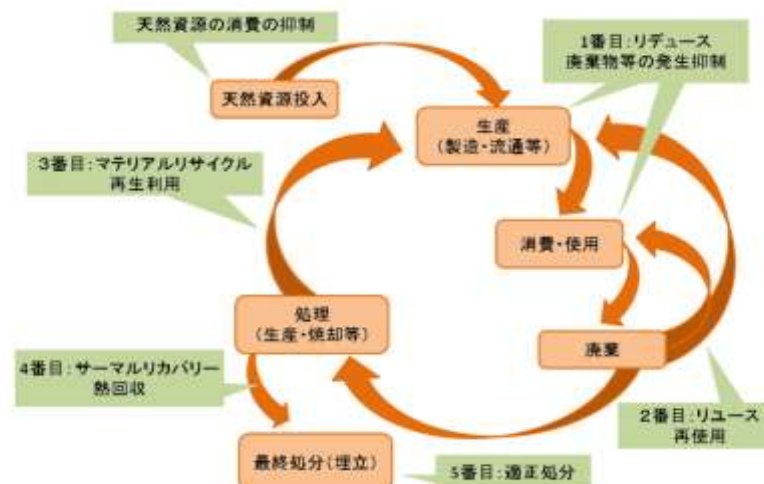 天然資源の消費の抑制
1番目:リデュース
廃棄物等の発生抑制
天然資源投入
生産
(製造・流通等)
3番目:マテリアルリサイクル
再生利用
消費・使用
処理
(生産・焼却等)
廃棄
4番目:サーマルリカバリー
熱回収
2番目:リユース
再使用
最終処分(埋立)
5番目:適正処分